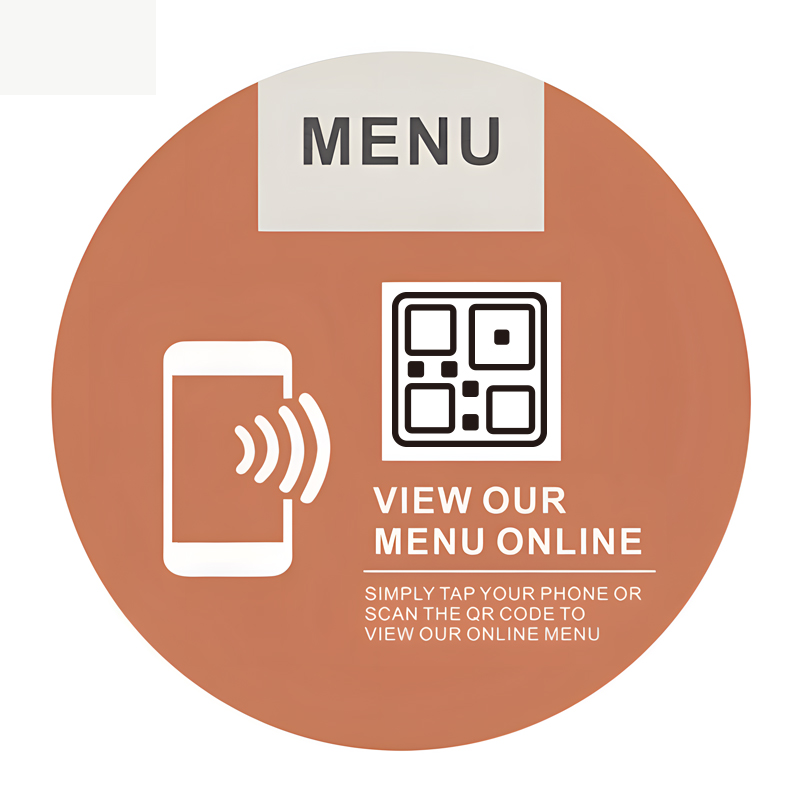 MENU
VIEW OUR
MENU ONLINE
SIMPLY TAP YOUR PHONE OR
SCAN THE QR CODE TO
VIEW OUR ONLINE MENU